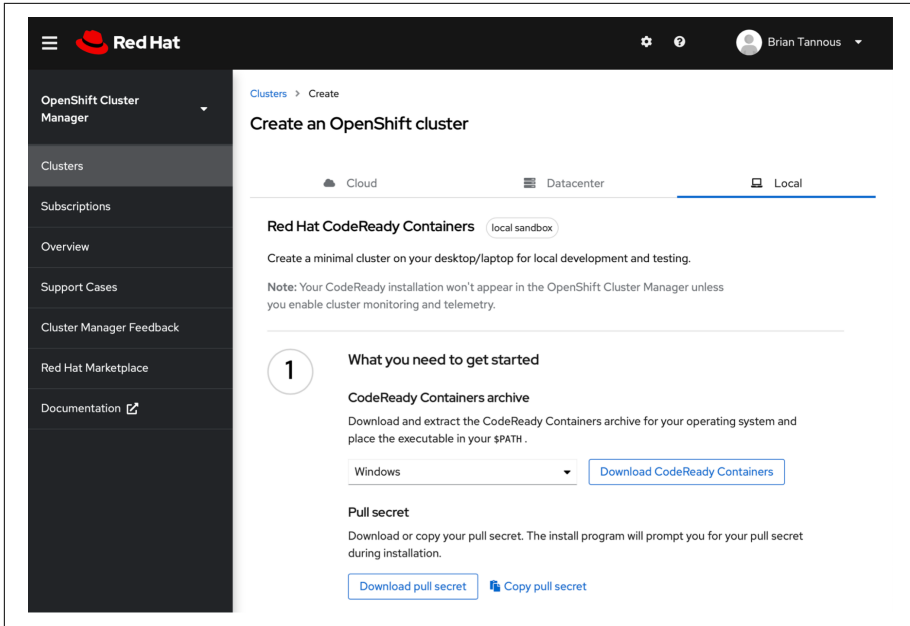 Red Hat
Brian Tannous
OpenShift Cluster
Manager
Clusters
Subscriptions
Overview
Support Cases
Cluster Manager Feedback
Red Hat Marketplace
Documentation
Clusters > Create
Create an OpenShift cluster
Cloud
Datacenter
Local
Red Hat CodeReady Containers local sandbox
Create a minimal cluster on your desktop/laptop for local development and testing.
Note: Your CodeReady installation won't appear in the OpenShift Cluster Manager unless
you enable cluster monitoring and telemetry.
1
What you need to get started
CodeReady Containers archive
Download and extract the CodeReady Containers archive for your operating system and
place the executable in your $PATH .
Windows
Download CodeReady Containers
Pull secret
Download or copy your pull secret. The install program will prompt you for your pull secret
during installation.
Download pull secret
Copy pull secret